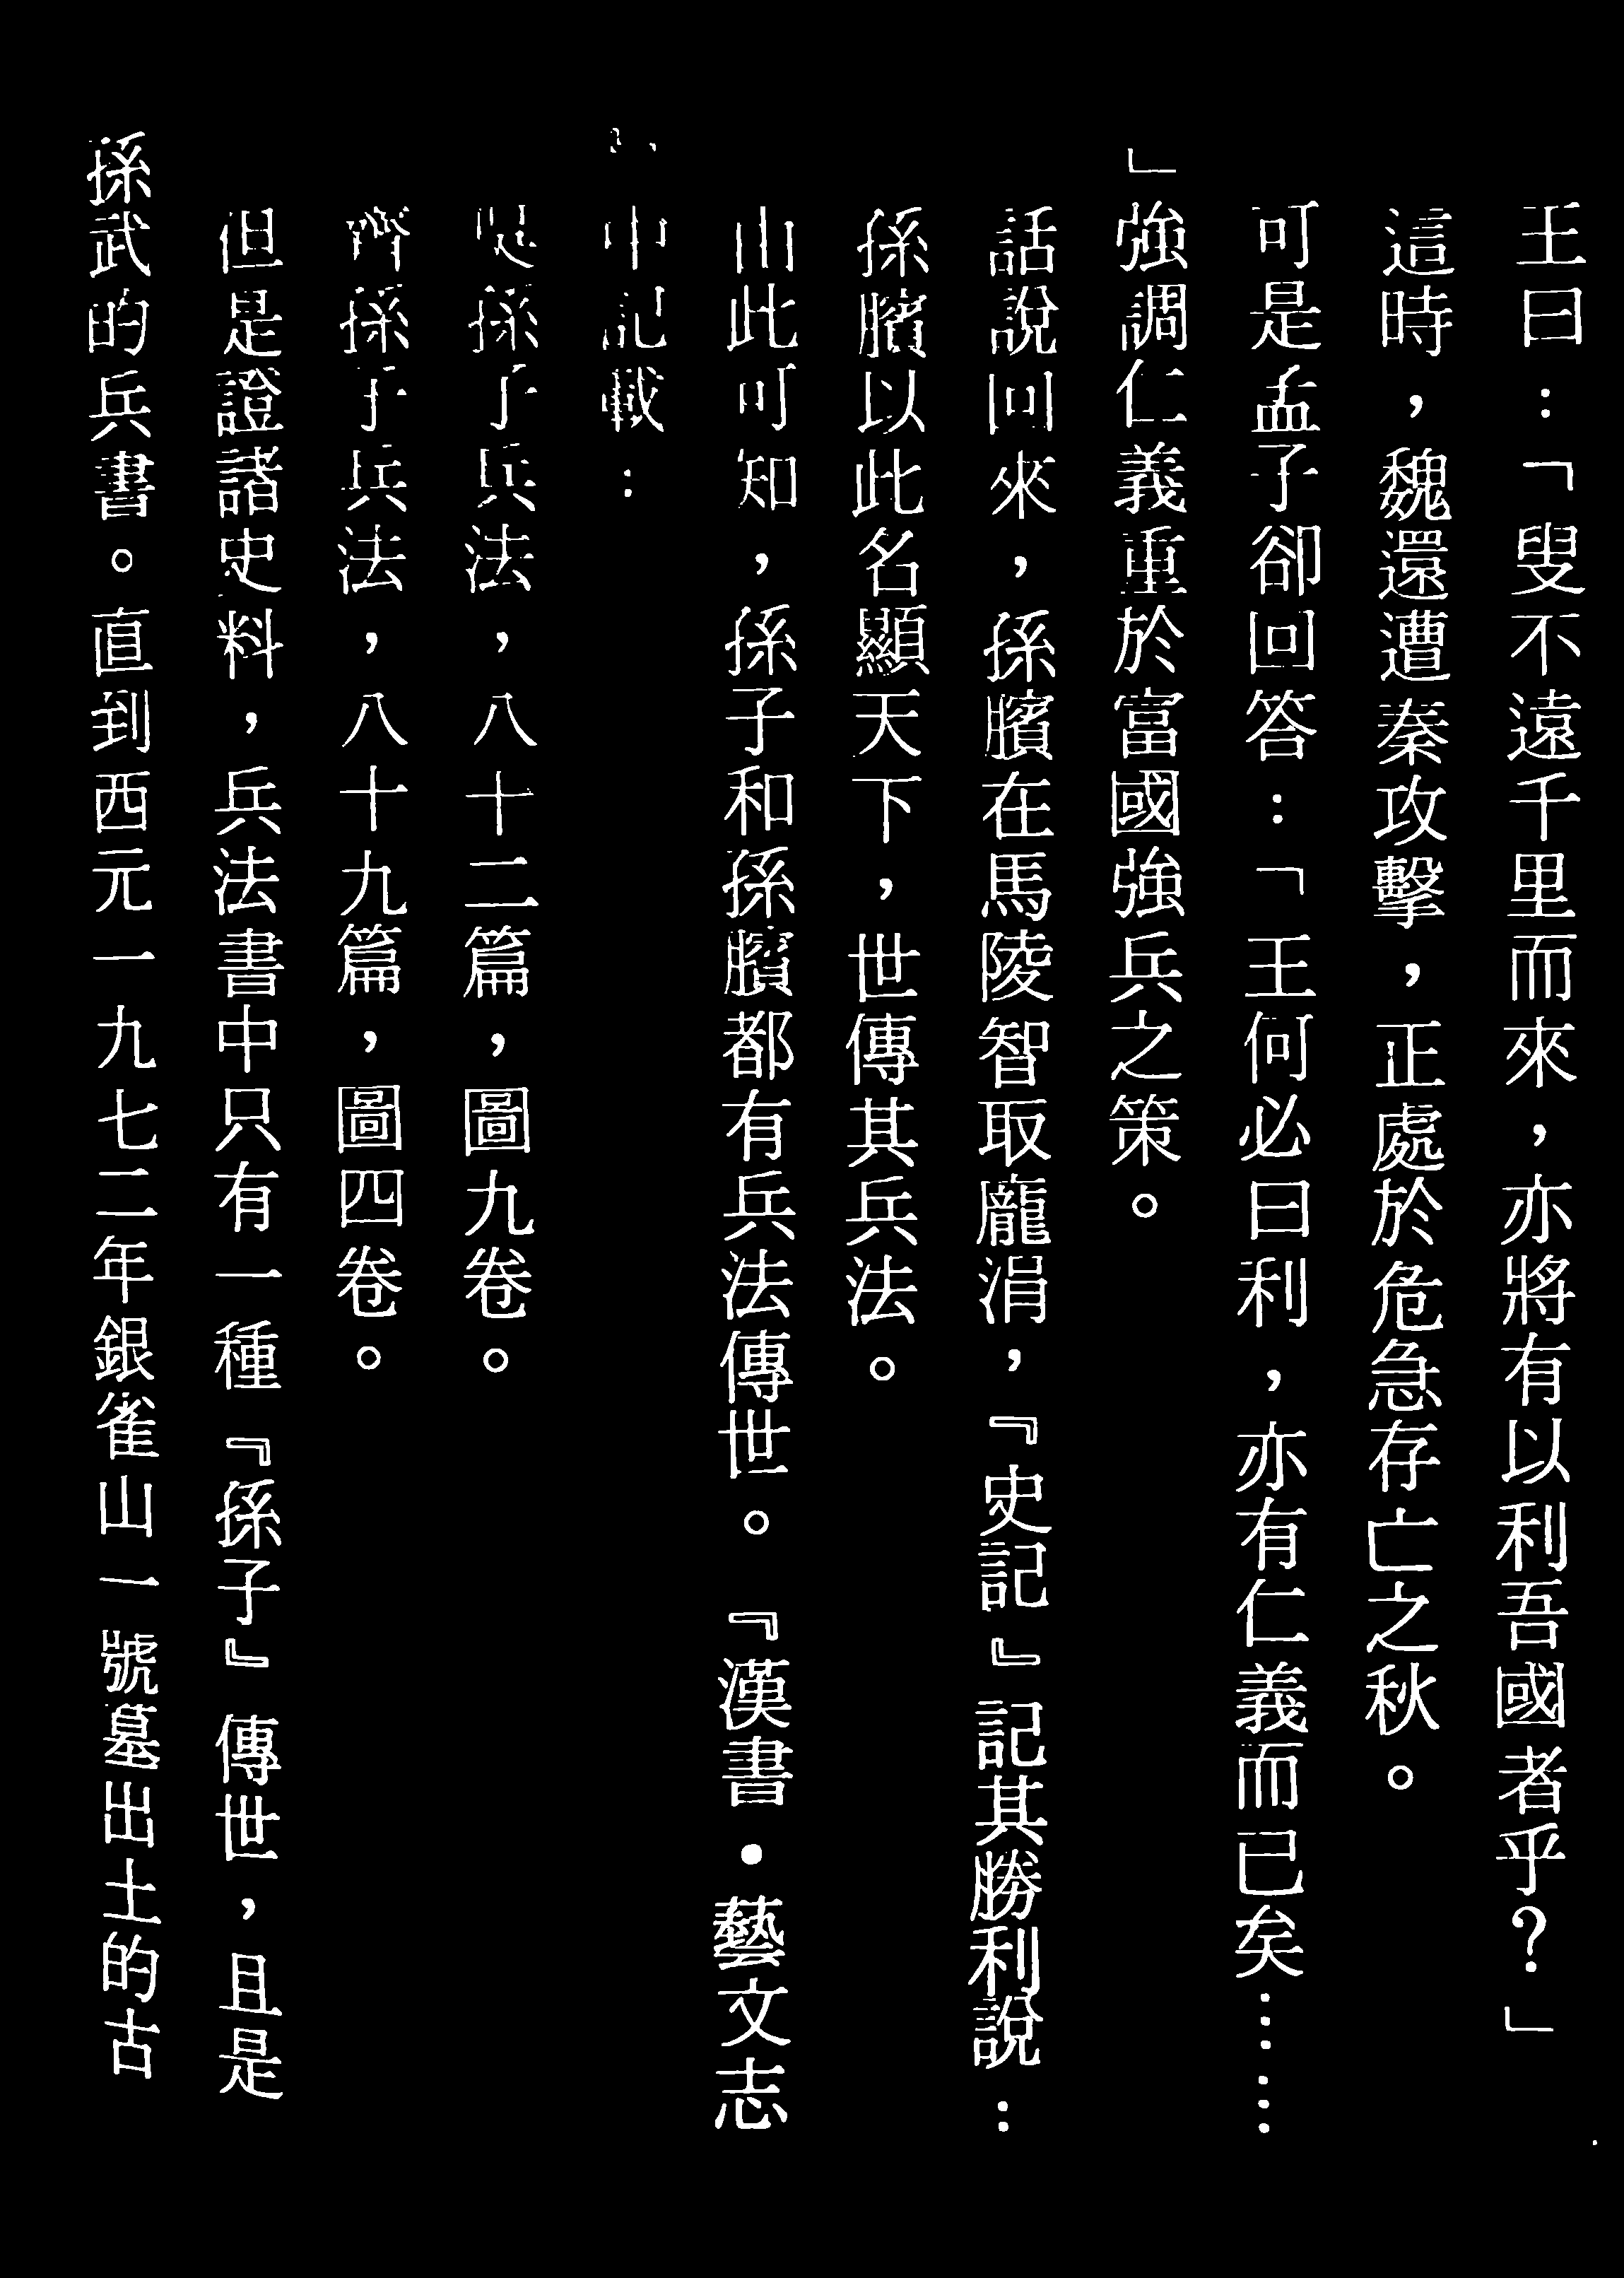 王曰：「叟不遠千里而來，亦將有以利吾國者乎？」
這時，魏還遭秦攻擊，正處於危急存亡之秋。
可是孟子卻回答：「王何必曰利，亦有仁義而已矣……
」強調仁義重於富國強兵之策。
話說回來，孫臏在馬陵智取龐涓，『史記』記其勝利說：
孫臏以此名顯天下，世傳其兵法。
由此可知，孫子和孫臏都有兵法傳世。『漢書・藝文志
』中記載：
吳孫子兵法，八十二篇，圖九卷。
齊孫子兵法，八十九篇，圖四卷。
但是證諸史料，兵法書中只有一種『孫子』傳世，且是
孫武的兵書。直到西元一九七二年銀雀山一號墓出土的古